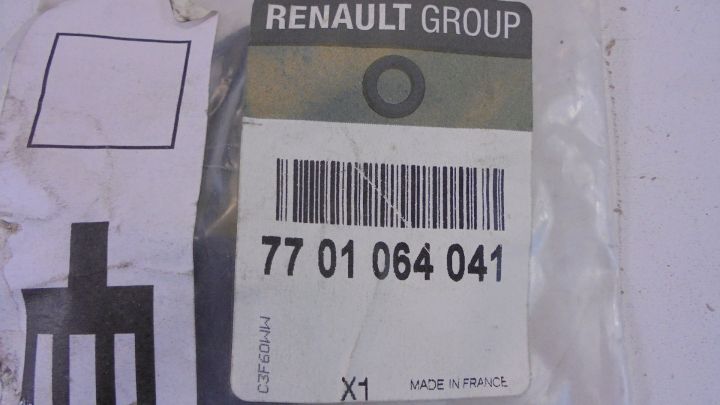 RENAULT GROUP
77 01 064 041
C3F60WW
X1
MADE IN FRANCE